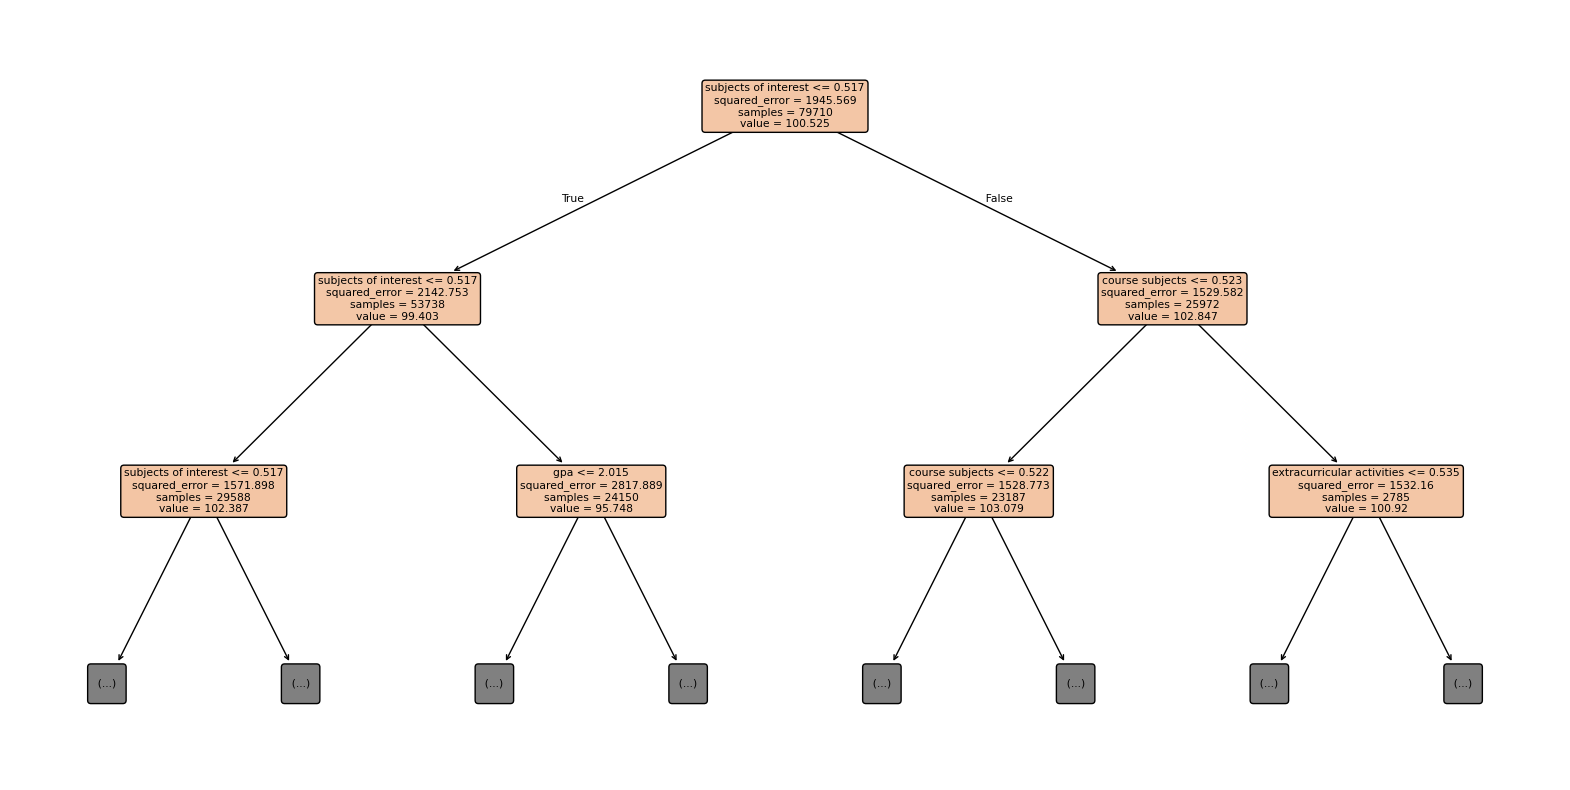 subjects of interest <= 0.517
squared_error = 1945.569
samples = 79710
value = 100.525
True
False
subjects of interest <= 0.517
squared_error = 2142.753
samples = 53738
value = 99.403
course subjects <= 0.523
squared_error = 1529.582
samples = 25972
value = 102.847
subjects of interest <= 0.517
squared_error = 1571.898
samples = 29588
value = 102.387
gpa <= 2.015
squared_error = 2817.889
samples = 24150
value = 95.748
course subjects <= 0.522
squared_error = 1528.773
samples = 23187
value = 103.079
extracurricular activities <= 0.535
squared_error = 1532.16
samples = 2785
value = 100.92
(...)
(...)
(...)
(...)
(...)
(...)
(...)
(...)